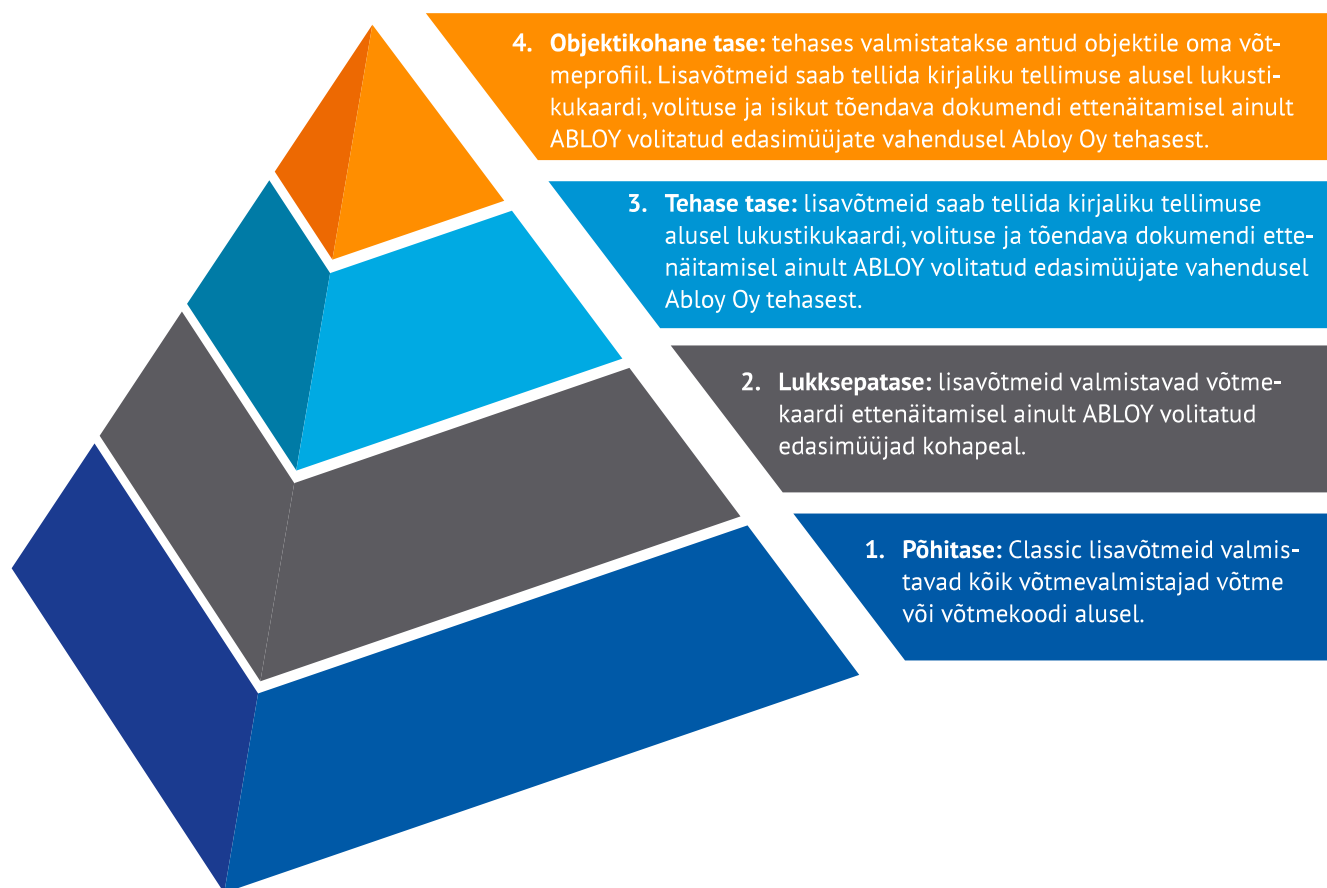 4. Objektikohane tase: tehases valmistatakse antud objektile oma võt-
meprofiil. Lisavõtmeid saab tellida kirjaliku tellimuse alusel lukusti-
kukaardi, volituse ja isikut tõendava dokumendi ettenäitamisel ainult
ABLOY volitatud edasimüüjate vahendusel Abloy Oy tehasest.
3. Tehase tase: lisavõtmeid saab tellida kirjaliku tellimuse
alusel lukustikukaardi, volituse ja tõendava dokumendi ette-
näitamisel ainult ABLOY volitatud edasimüüjate vahendusel
Abloy Oy tehasest.
2. Lukksepatase: lisavõtmeid valmistavad võtme-
kaardi ettenäitamisel ainult ABLOY volitatud
edasimüüjad kohapeal.
1. Põhitase: Classic lisavõtmeid valmis-
tavad kõik võtmevalmistajad võtme
või võtmekoodi alusel.